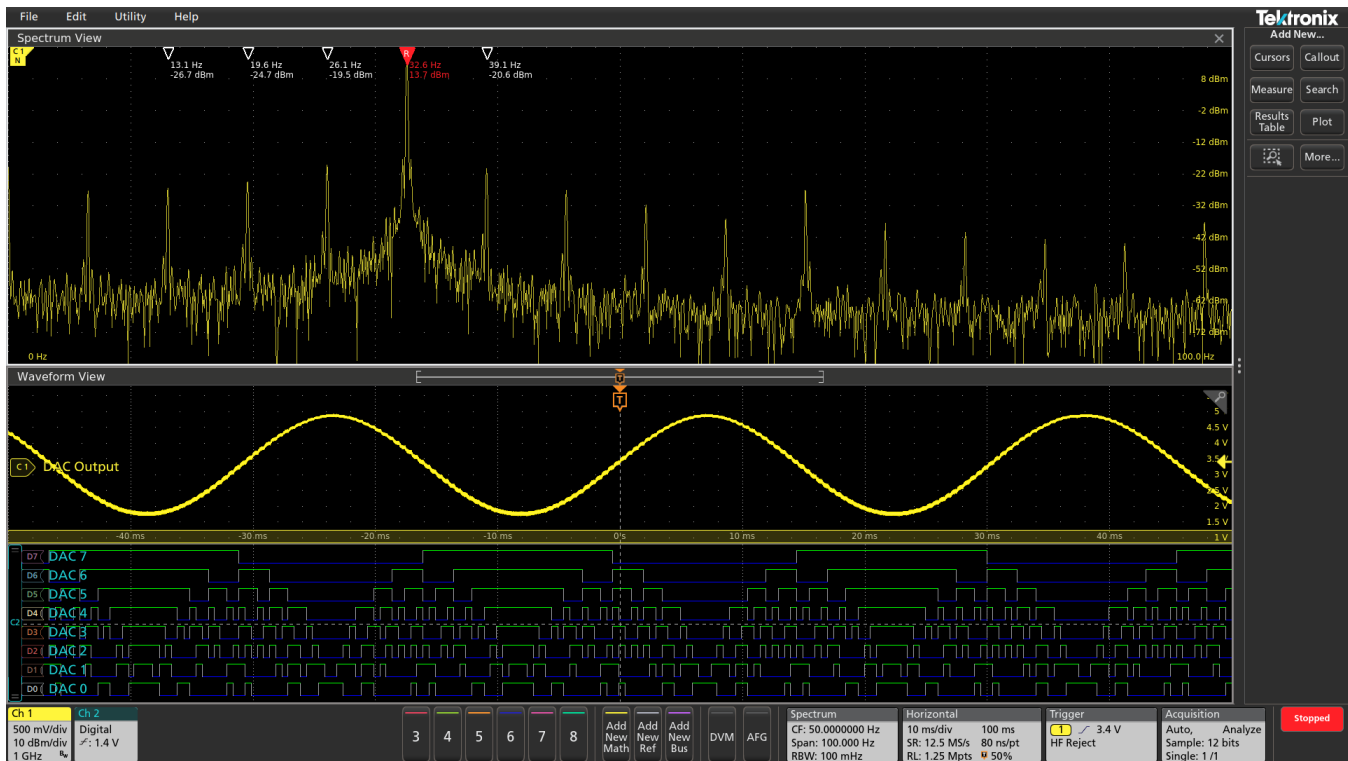 File Edit Utility Help
Tektronix
Add New...
Spectrum View
C 1
N
R
13.1 Hz 19.6 Hz 26.1 Hz 32.6 Hz 39.1 Hz
-26.7 dBm -24.7 dBm -19.5 dBm 13.7 dBm -20.6 dBm
8 dBm
-2 dBm
-12 dBm
-22 dBm
-32 dBm
-42 dBm
-52 dBm
-62 dBm
-72 dBm
0 Hz 100.0 Hz
Cursors Callout
Measure Search
Results
Table
Plot
More...
Waveform View
T
T
5
4.5 V
4 V
3.5 V
3 V
2.5 V
2 V
1.5 V
1 V
C 1 DAC Output
-40 ms -30 ms -20 ms -10 ms 0 s 10 ms 20 ms 30 ms 40 ms
C2
D7 DAC 7
D6 DAC 6
D5 DAC 5
D4 DAC 4
D3 DAC 3
D2 DAC 2
D1 DAC 1
D0 DAC 0
Ch 1
500 mV/div
10 dBm/div
1 GHz Bw
Ch 2
Digital
: 1.4 V
3 4 5 6 7 8
Add
New
Math
Add
New
Ref
Add
New
Bus
DVM AFG
Spectrum
CF: 50.0000000 Hz
Span: 100.000 Hz
RBW: 100 mHz
Horizontal
10 ms/div 100 ms
SR: 12.5 MS/s 80 ns/pt
RL: 1.25 Mpts 50%
Trigger
1 3.4 V
HF Reject
Acquisition
Auto, Analyze
Sample: 12 bits
Single: 1 /1
Stopped